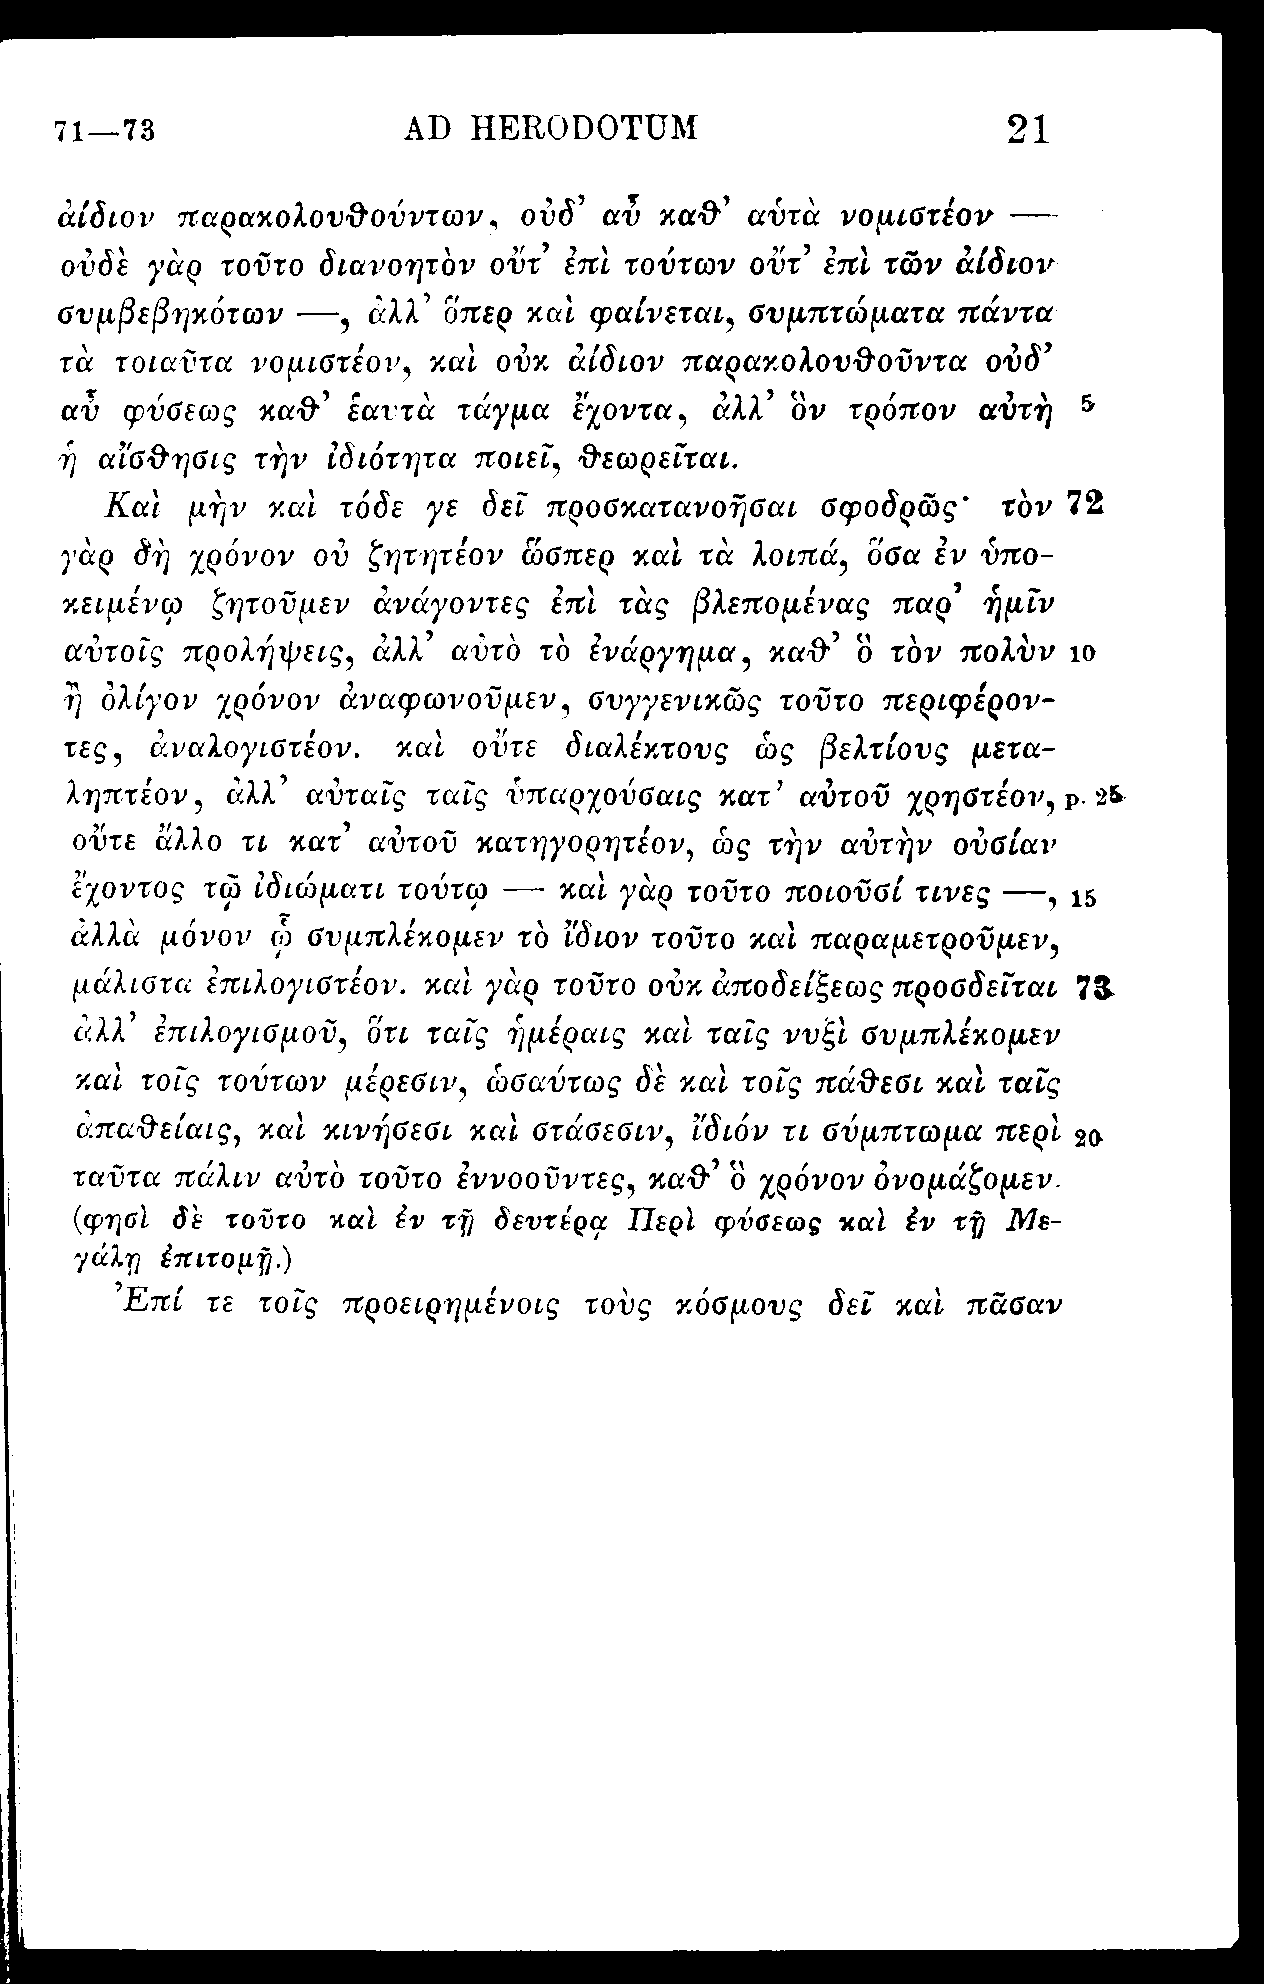 71—73 AD HERODOTUM 21
ἀίδιον παρακολουθούντων, οὐδ' αὖ καθ' αὑτὰ νομιστέον —
οὐδὲ γὰρ τοῦτο διανοητὸν οὔτ' ἐπὶ τούτων οὔτ' ἐπὶ τῶν ἀίδιον
συμβεβηκότων —, ἀλλ' ὅπερ καὶ φαίνεται, συμπτώματα πάντα
τὰ τοιαῦτα νομιστέον, καὶ οὐκ ἀίδιον παρακολουθοῦντα οὐδ'
αὖ φύσεως καθ' ἑαυτὰ τάγμα ἔχοντα, ἀλλ' ὃν τρόπον αὐτὴ 5
ἡ αἴσθησις τὴν ἰδιότητα ποιεῖ, θεωρεῖται.
Καὶ μὴν καὶ τόδε γε δεῖ προσκατανοῆσαι σφοδρῶς· τὸν 72
γὰρ δὴ χρόνον οὐ ζητητέον ὥσπερ καὶ τὰ λοιπά, ὅσα ἐν ὑπο-
κειμένῳ ζητοῦμεν ἀνάγοντες ἐπὶ τὰς βλεπομένας παρ' ἡμῖν
αὐτοῖς προλήψεις, ἀλλ' αὐτὸ τὸ ἐνάργημα, καθ' ὃ τὸν πολὺν 10
ἢ ὀλίγον χρόνον ἀναφωνοῦμεν, συγγενικῶς τοῦτο περιφέρον-
τες, ἀναλογιστέον. καὶ οὔτε διαλέκτους ὡς βελτίους μετα-
ληπτέον, ἀλλ' αὐταῖς ταῖς ὑπαρχούσαις κατ' αὐτοῦ χρηστέον, p. 25
οὔτε ἄλλο τι κατ' αὐτοῦ κατηγορητέον, ὡς τὴν αὐτὴν οὐσίαν
ἔχοντος τῷ ἰδιώματι τούτῳ — καὶ γὰρ τοῦτο ποιοῦσί τινες —, 15
ἀλλὰ μόνον ᾧ συμπλέκομεν τὸ ἴδιον τοῦτο καὶ παραμετροῦμεν,
μάλιστα ἐπιλογιστέον. καὶ γὰρ τοῦτο οὐκ ἀποδείξεως προσδεῖται 73
ἀλλ' ἐπιλογισμοῦ, ὅτι ταῖς ἡμέραις καὶ ταῖς νυξὶ συμπλέκομεν
καὶ τοῖς τούτων μέρεσιν, ὡσαύτως δὲ καὶ τοῖς πάθεσι καὶ ταῖς
ἀπαθείαις, καὶ κινήσεσι καὶ στάσεσιν, ἴδιόν τι σύμπτωμα περὶ 20
ταῦτα πάλιν αὐτὸ τοῦτο ἐννοοῦντες, καθ' ὃ χρόνον ὀνομάζομεν.
(φησὶ δὲ τοῦτο καὶ ἐν τῇ δευτέρᾳ Περὶ φύσεως καὶ ἐν τῇ Με-
γάλῃ ἐπιτομῇ.)
Ἐπί τε τοῖς προειρημένοις τοὺς κόσμους δεῖ καὶ πᾶσαν